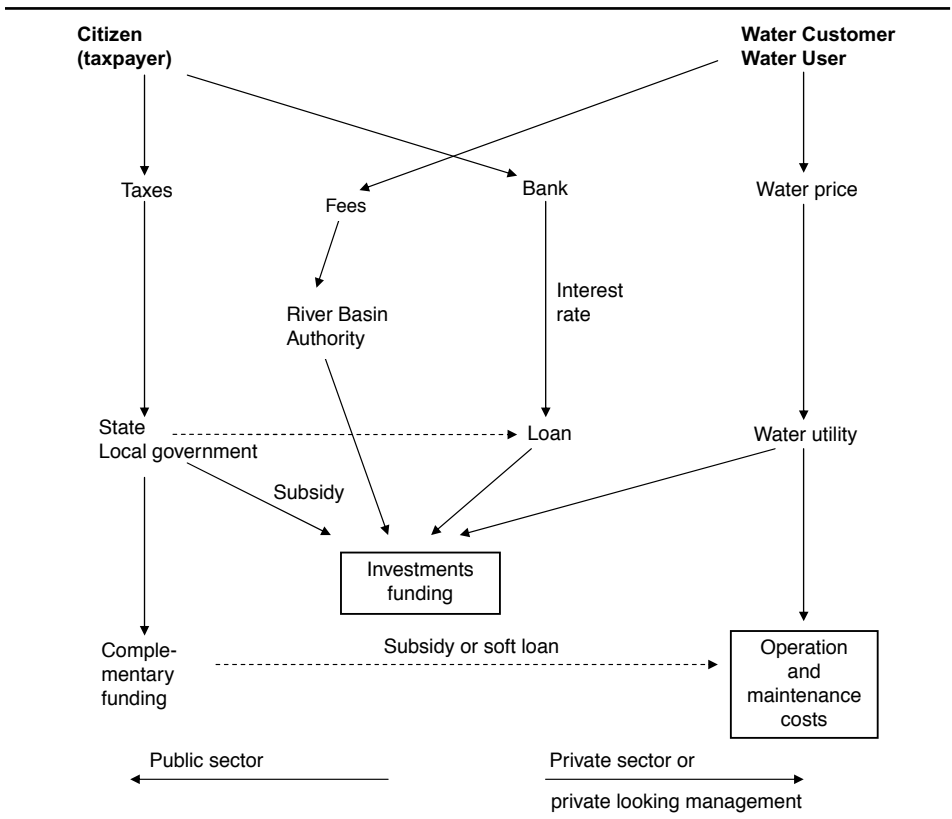 Citizen
(taxpayer)
Water Customer
Water User
Taxes
Fees
Bank
Water price
River Basin
Authority
Interest
rate
State
Local government
Loan
Water utility
Subsidy
Investments
funding
Comple-
mentary
funding
Subsidy or soft loan
Operation
and
maintenance
costs
Public sector
Private sector or
private looking management